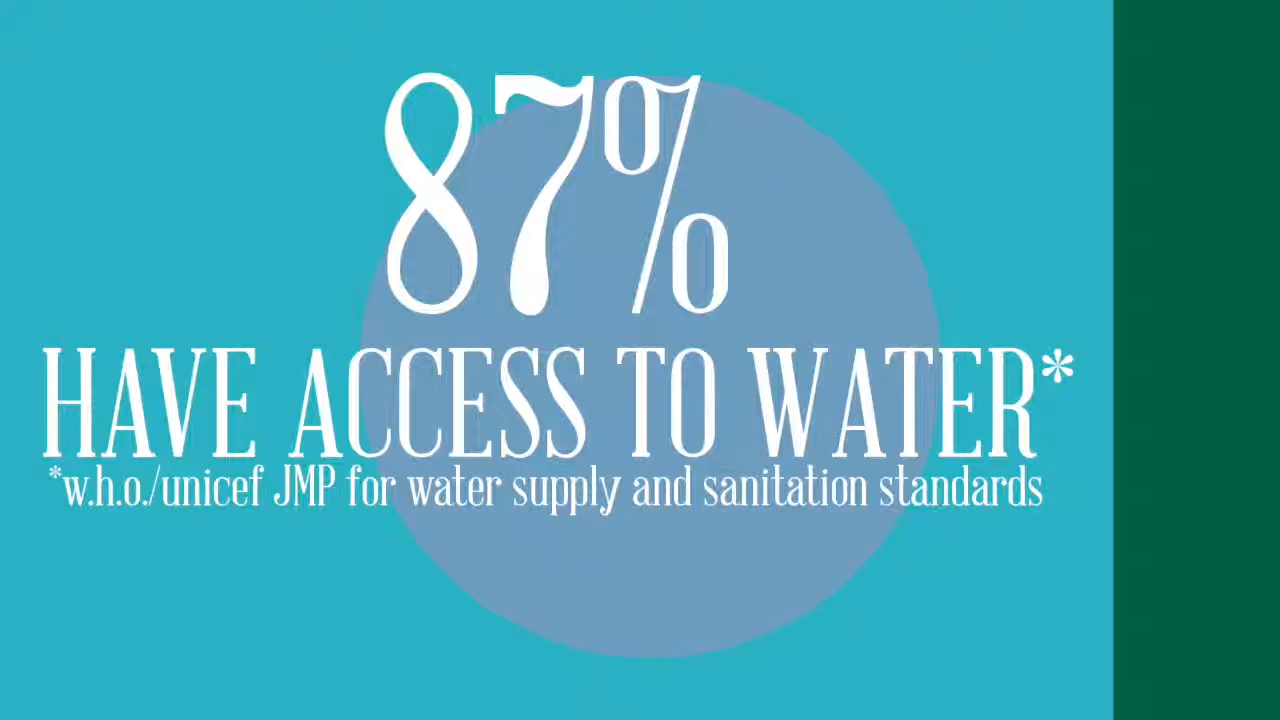 87%
HAVE ACCESS TO WATER*
*w.h.o./unicef JMP for water supply and sanitation standards